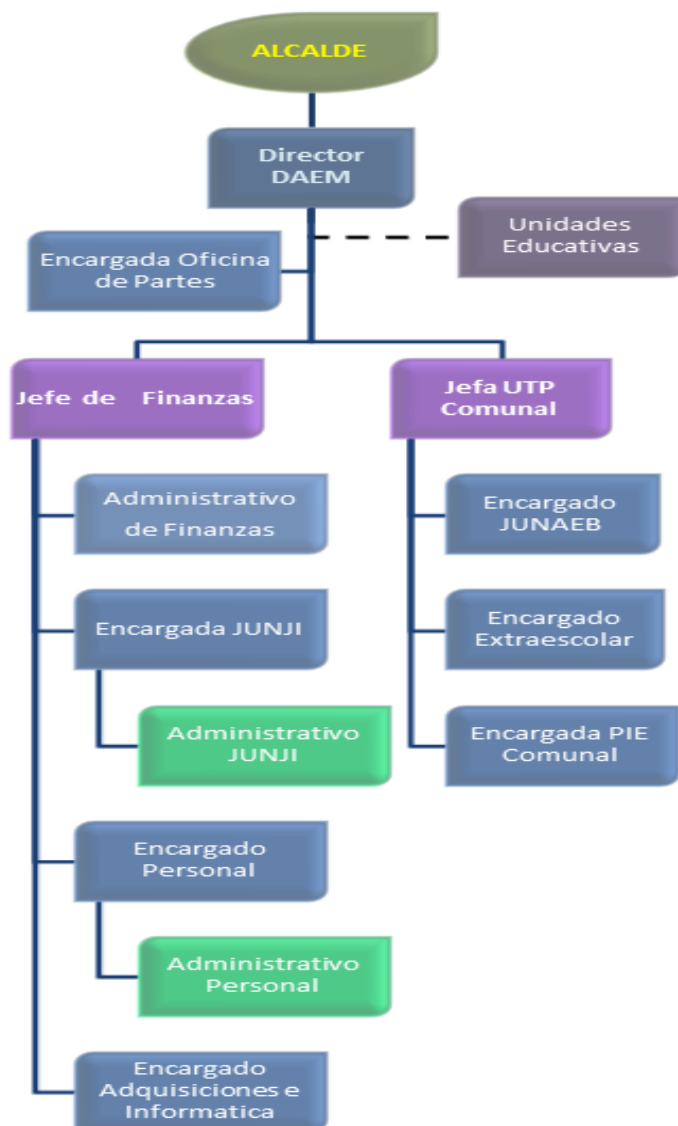 ALCALDE
Director
DAEM
Unidades
Educativas
Encargada Oficina
de Partes
Jefe de Finanzas
Jefa UTP
Comunal
Administrativo
de Finanzas
Encargado
JUNAEB
Encargada JUNJI
Encargado
Extraescolar
Administrativo
JUNJI
Encargada PIE
Comunal
Encargado
Personal
Administrativo
Personal
Encargado
Adquisiciones e
Informatica